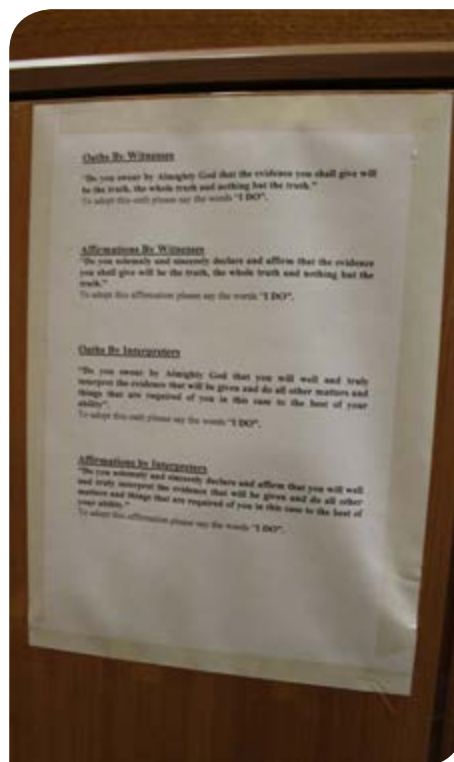 Oaths By Witnesses
"Do you swear by Almighty God that the evidence you shall give will
be the truth, the whole truth and nothing but the truth."
To adopt this oath please say the words "I DO".
Affirmations By Witnesses
"Do you solemnly and sincerely declare and affirm that the evidence
you shall give will be the truth, the whole truth and nothing but the
truth."
To adopt this affirmation please say the words "I DO".
Oaths By Interpreters
"Do you swear by Almighty God that you will well and truly
interpret the evidence that will be given and do all other matters and
things that are required of you in this case to the best of your
ability".
To adopt this oath please say the words "I DO".
Affirmations by Interpreters
"Do you solemnly and sincerely declare and affirm that you will well
and truly interpret the evidence that will be given and do all other
matters and things that are required of you in this case to the best of
your ability."
To adopt this affirmation please say the words "I DO".